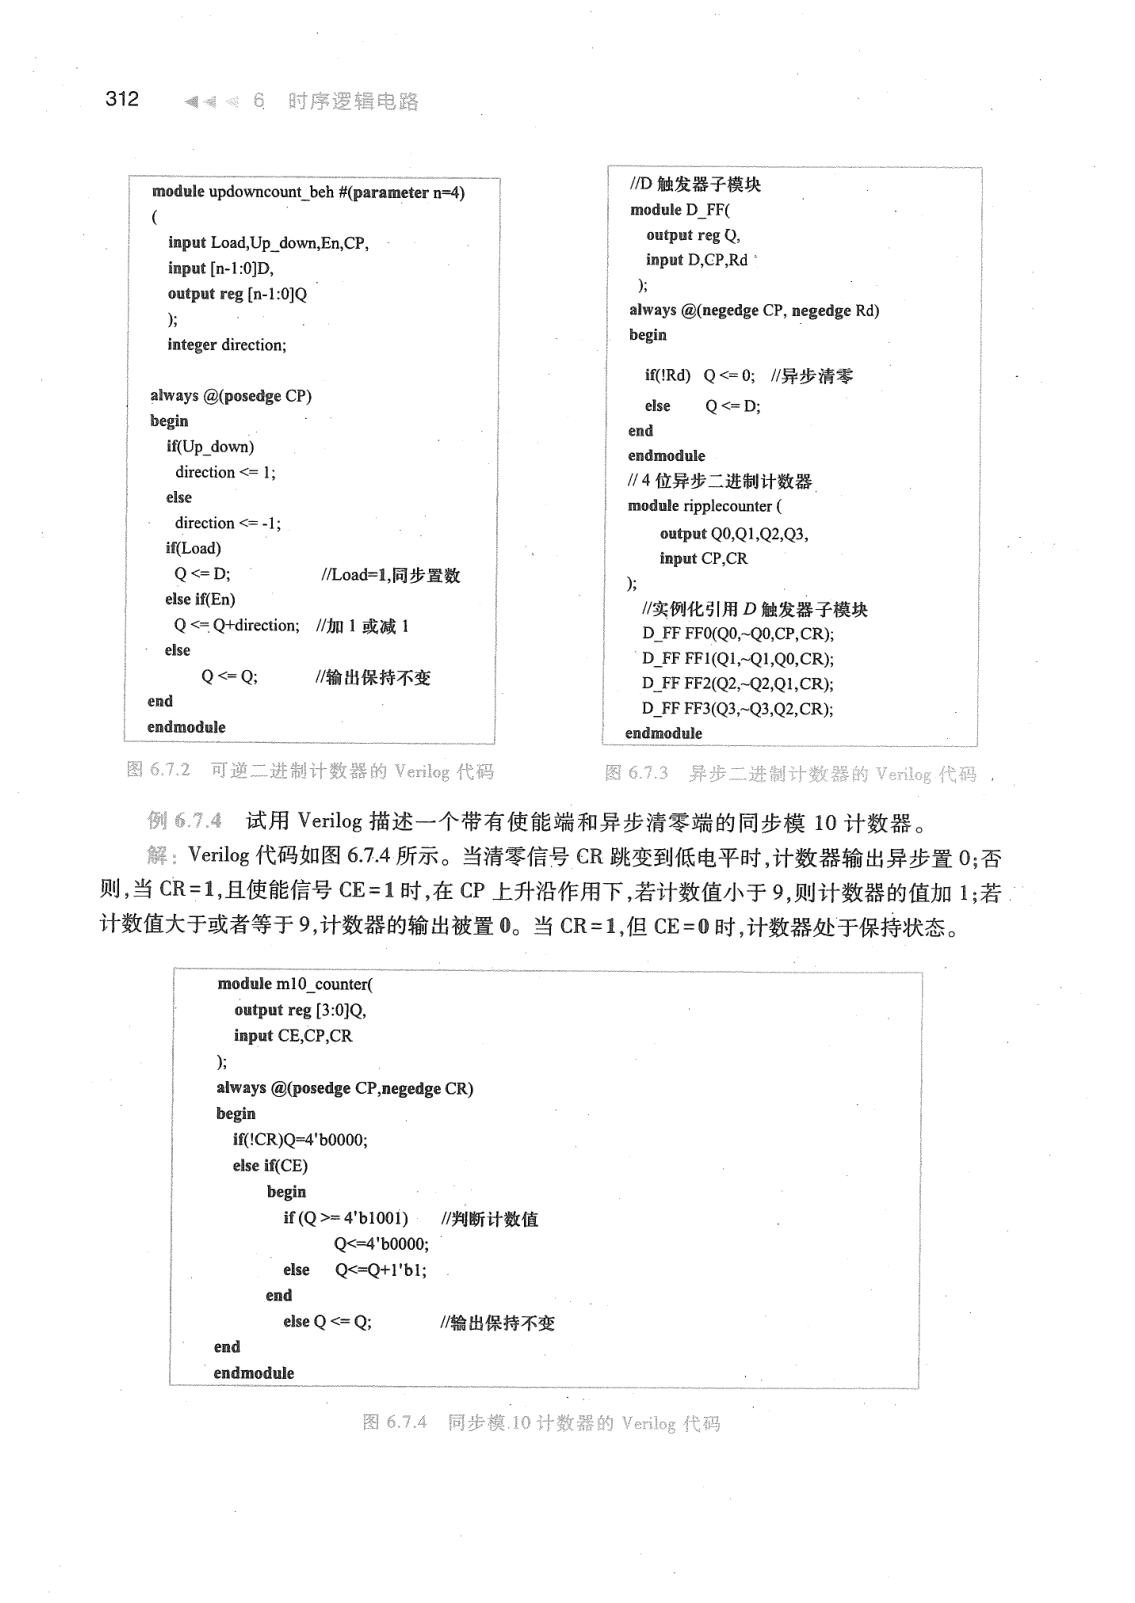 312 6 时序逻辑电路
module updowncount_beh #(parameter n=4)
(
input Load,Up_down,En,CP,
input [n-1:0]D,
output reg [n-1:0]Q
);
integer direction;
always @(posedge CP)
begin
if(Up_down)
direction <= 1;
else
direction <= -1;
if(Load)
Q <= D; //Load=1,同步置数
else if(En)
Q <= Q+direction; //加 1 或减 1
else
Q <= Q; //输出保持不变
end
endmodule
图 6.7.2 可逆二进制计数器的 Verilog 代码
//D 触发器子模块
module D_FF(
output reg Q,
input D,CP,Rd
);
always @(negedge CP, negedge Rd)
begin
if(!Rd) Q <= 0; //异步清零
else Q <= D;
end
endmodule
// 4 位异步二进制计数器
module ripplecounter (
output Q0,Q1,Q2,Q3,
input CP,CR
);
//实例化引用 D 触发器子模块
D_FF FF0(Q0,~Q0,CP,CR);
D_FF FF1(Q1,~Q1,Q0,CR);
D_FF FF2(Q2,~Q2,Q1,CR);
D_FF FF3(Q3,~Q3,Q2,CR);
endmodule
图 6.7.3 异步二进制计数器的 Verilog 代码
例 6.7.4 试用 Verilog 描述一个带有使能端和异步清零端的同步模 10 计数器。
解：Verilog 代码如图 6.7.4 所示。当清零信号 CR 跳变到低电平时,计数器输出异步置 0;否
则,当 CR=1,且使能信号 CE=1 时,在 CP 上升沿作用下,若计数值小于 9,则计数器的值加 1;若
计数值大于或者等于 9,计数器的输出被置 0。当 CR=1,但 CE=0 时,计数器处于保持状态。
module m10_counter(
output reg [3:0]Q,
input CE,CP,CR
);
always @(posedge CP,negedge CR)
begin
if(!CR)Q=4'b0000;
else if(CE)
begin
if (Q >= 4'b1001) //判断计数值
Q<=4'b0000;
else Q<=Q+1'b1;
end
else Q <= Q; //输出保持不变
end
endmodule
图 6.7.4 同步模 10 计数器的 Verilog 代码